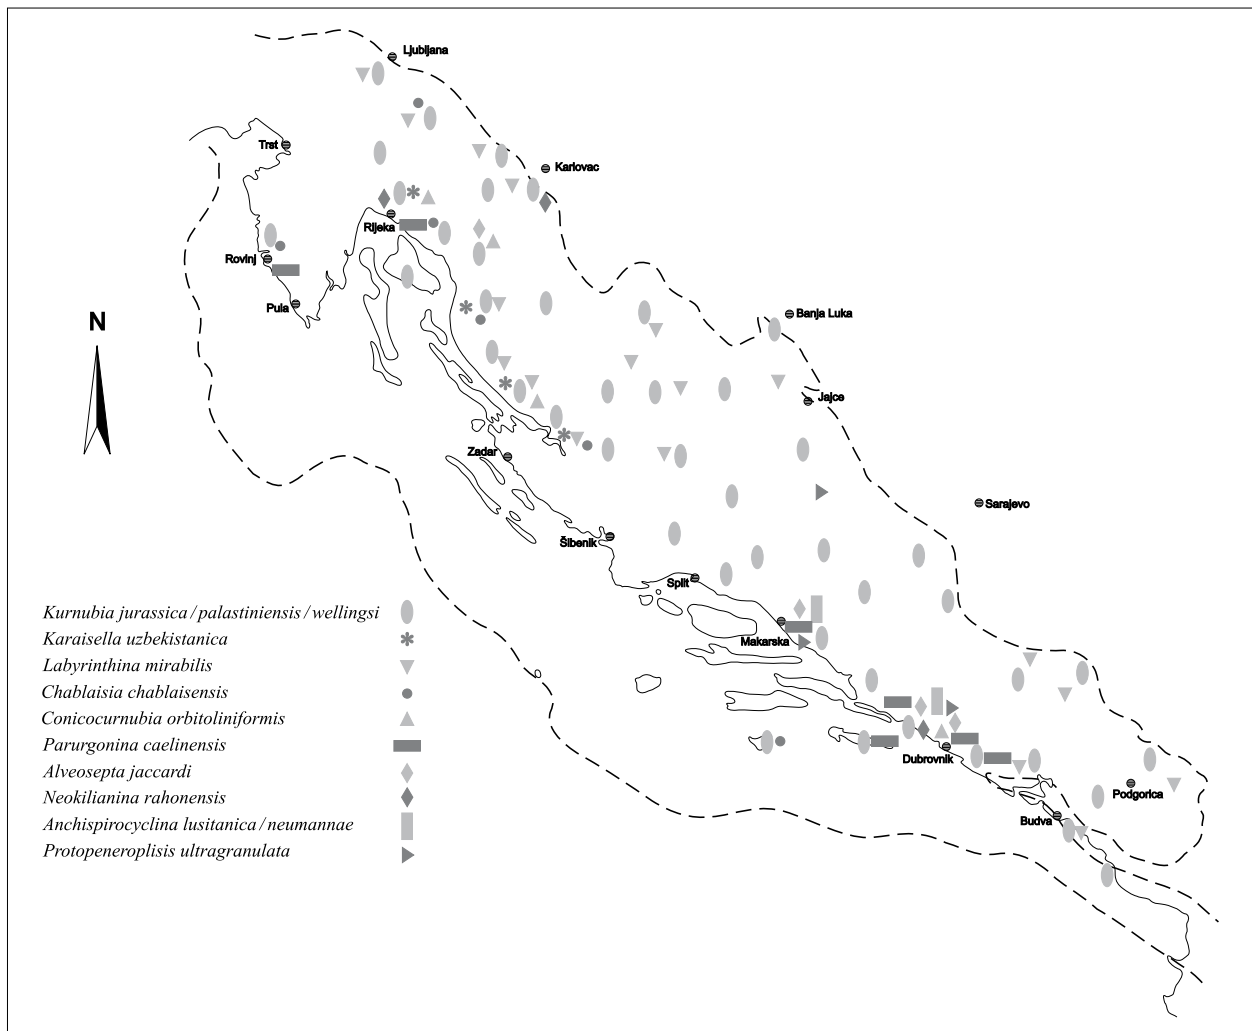 Ljubljana
Trst
Karlovac
Rijeka
Rovinj
Pula
N
Banja Luka
Jajce
Zadar
Sarajevo
Šibenik
Split
Makarska
Dubrovnik
Podgorica
Budva
Kurnubia jurassica / palastiniensis / wellingsi
Karaisella uzbekistanica
Labyrinthina mirabilis
Chablaisia chablaisensis
Conicocurnubia orbitoliniformis
Parurgonina caelinensis
Alveosepta jaccardi
Neokilianina rahonensis
Anchispirocyclina lusitanica / neumannae
Protopeneroplisis ultragranulata